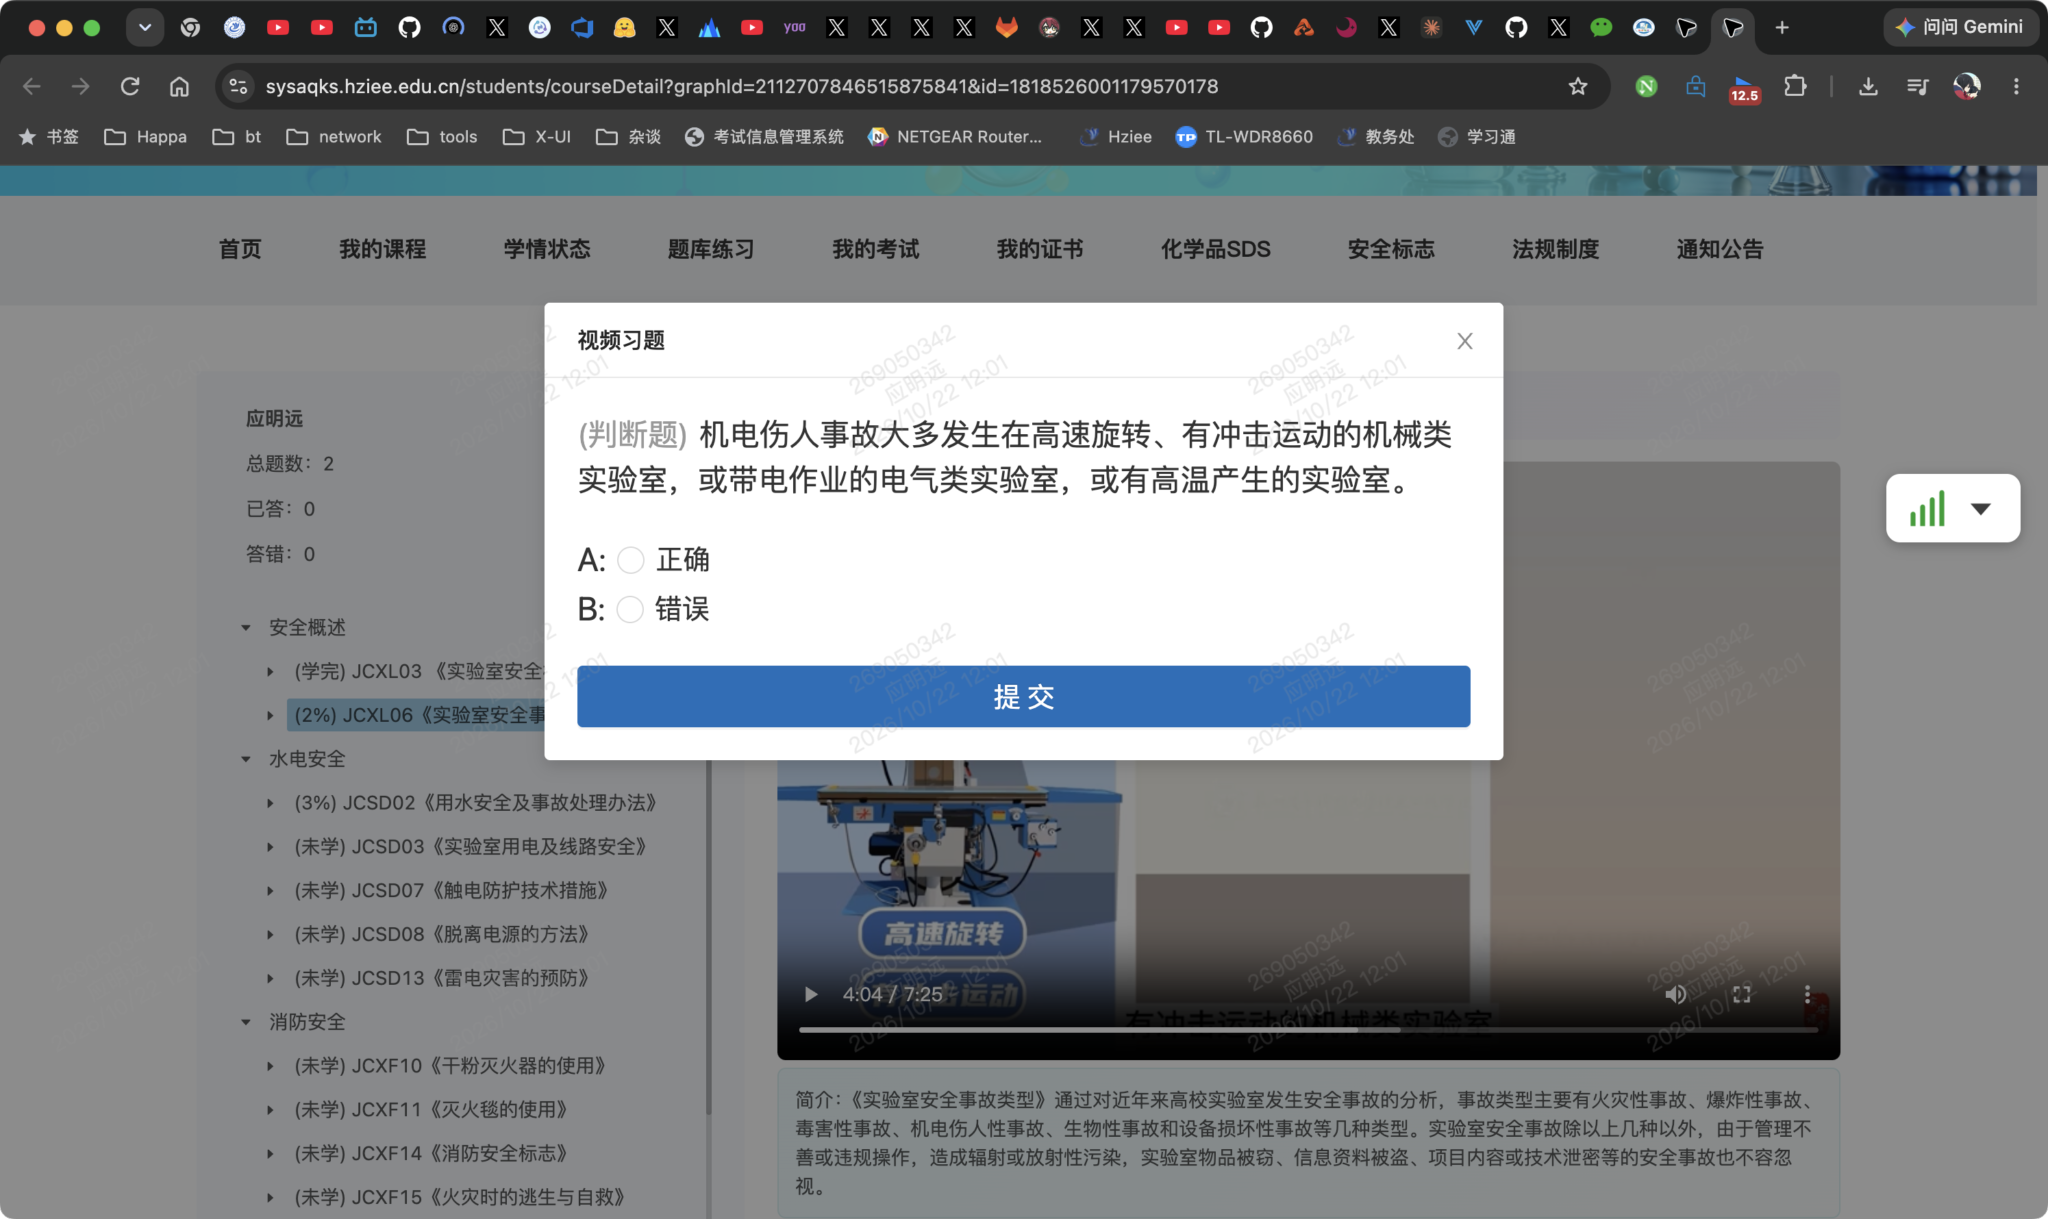 yoo
问问 Gemini
sysaqks.hziee.edu.cn/students/courseDetail?graphId=2112707846515875841&id=1818526001179570178
N
12.5
书签
Happa
bt
network
tools
X-UI
杂谈
考试信息管理系统
NETGEAR Router...
Hziee
TP
TL-WDR8660
教务处
学习通
首页
我的课程
学情状态
题库练习
我的考试
我的证书
化学品SDS
安全标志
法规制度
通知公告
视频习题
(判断题) 机电伤人事故大多发生在高速旋转、有冲击运动的机械类
实验室，或带电作业的电气类实验室，或有高温产生的实验室。
A: 正确
B: 错误
提 交
应明远
总题数：2
已答：0
答错：0
安全概述
(学完) JCXL03 《实验室安全
(2%) JCXL06《实验室安全事
水电安全
(3%) JCSD02《用水安全及事故处理办法》
(未学) JCSD03《实验室用电及线路安全》
(未学) JCSD07《触电防护技术措施》
(未学) JCSD08《脱离电源的方法》
(未学) JCSD13《雷电灾害的预防》
消防安全
(未学) JCXF10《干粉灭火器的使用》
(未学) JCXF11《灭火毯的使用》
(未学) JCXF14《消防安全标志》
(未学) JCXF15《火灾时的逃生与自救》
高速旋转
4:04 / 7:25
有冲击运动的机械类实验室
简介：《实验室安全事故类型》通过对近年来高校实验室发生安全事故的分析，事故类型主要有火灾性事故、爆炸性事故、
毒害性事故、机电伤人性事故、生物性事故和设备损坏性事故等几种类型。实验室安全事故除以上几种以外，由于管理不
善或违规操作，造成辐射或放射性污染，实验室物品被窃、信息资料被盗、项目内容或技术泄密等的安全事故也不容忽
视。
269050342
应明远
2026/10/22 12:01